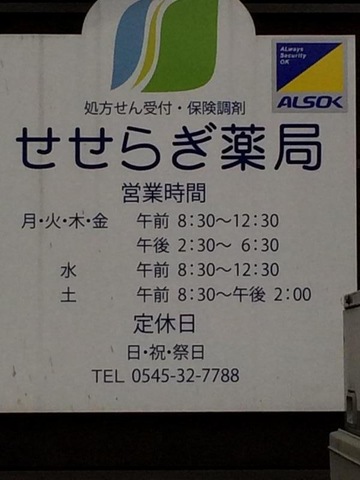 ALways
Security
OK
ALSOK
処方せん受付・保険調剤
せせらぎ薬局
営業時間
月・火・木・金 午前 8:30〜12:30
午後 2:30〜 6:30
水 午前 8:30〜12:30
土 午前 8:30〜午後 2:00
定休日
日・祝・祭日
TEL 0545-32-7788